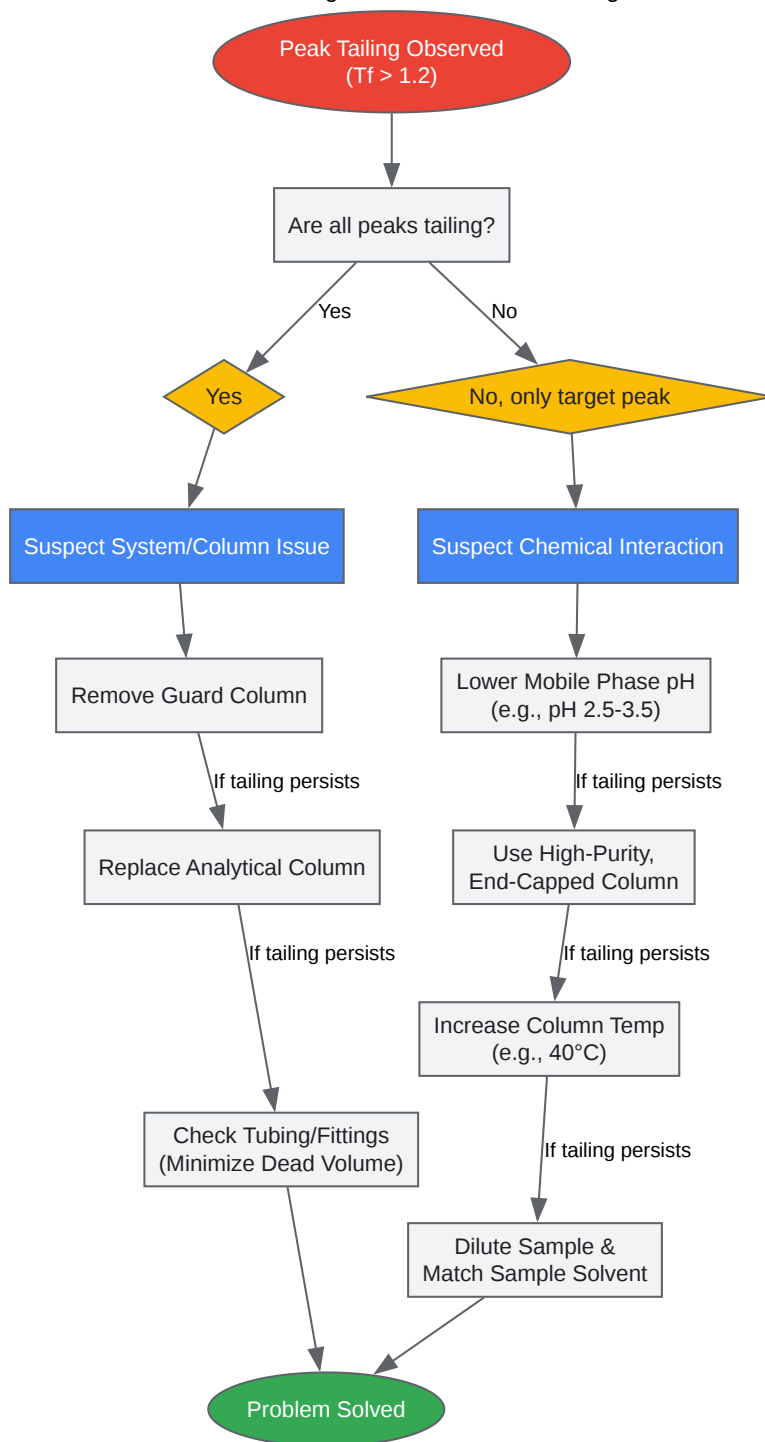 Peak Tailing Observed
(Tf > 1.2)
Are all peaks tailing?
Yes
No
Yes
No, only target peak
Suspect System/Column Issue
Suspect Chemical Interaction
Remove Guard Column
Lower Mobile Phase pH
(e.g., pH 2.5-3.5)
If tailing persists
If tailing persists
Replace Analytical Column
Use High-Purity,
End-Capped Column
If tailing persists
If tailing persists
Increase Column Temp
(e.g., 40°C)
Check Tubing/Fittings
(Minimize Dead Volume)
If tailing persists
Dilute Sample &
Match Sample Solvent
Problem Solved